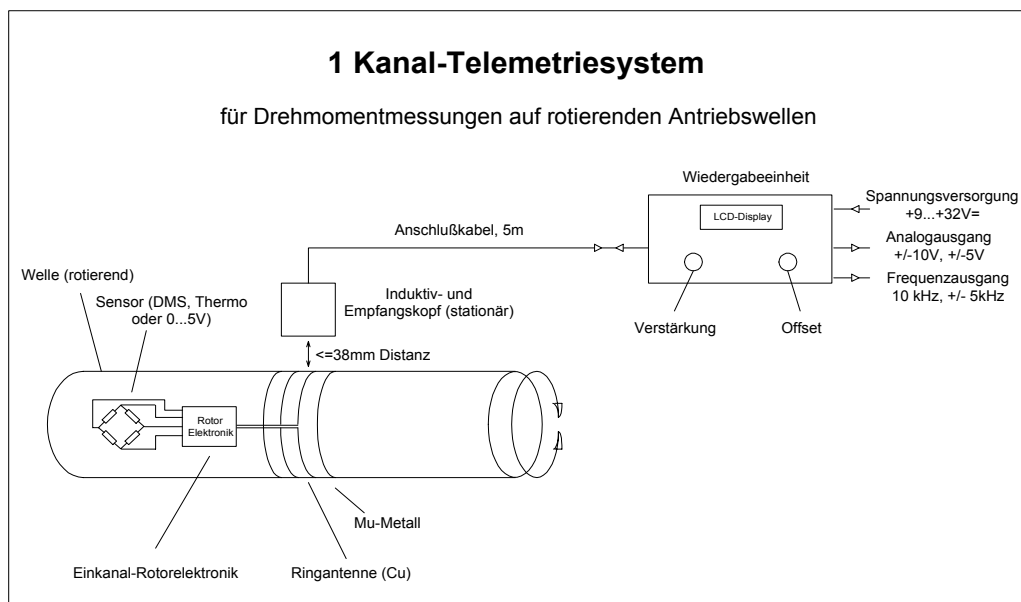 1 Kanal-Telemetriesystem
für Drehmomentmessungen auf rotierenden Antriebswellen
Wiedergabeeinheit
LCD-Display
Spannungsversorgung
+9...+32V=
Analogausgang
+/-10V, +/-5V
Frequenzausgang
10 kHz, +/- 5kHz
Verstärkung
Offset
Anschlußkabel, 5m
Induktiv- und
Empfangskopf (stationär)
<=38mm Distanz
Welle (rotierend)
Sensor (DMS, Thermo
oder 0...5V)
Rotor
Elektronik
Mu-Metall
Einkanal-Rotorelektronik
Ringantenne (Cu)